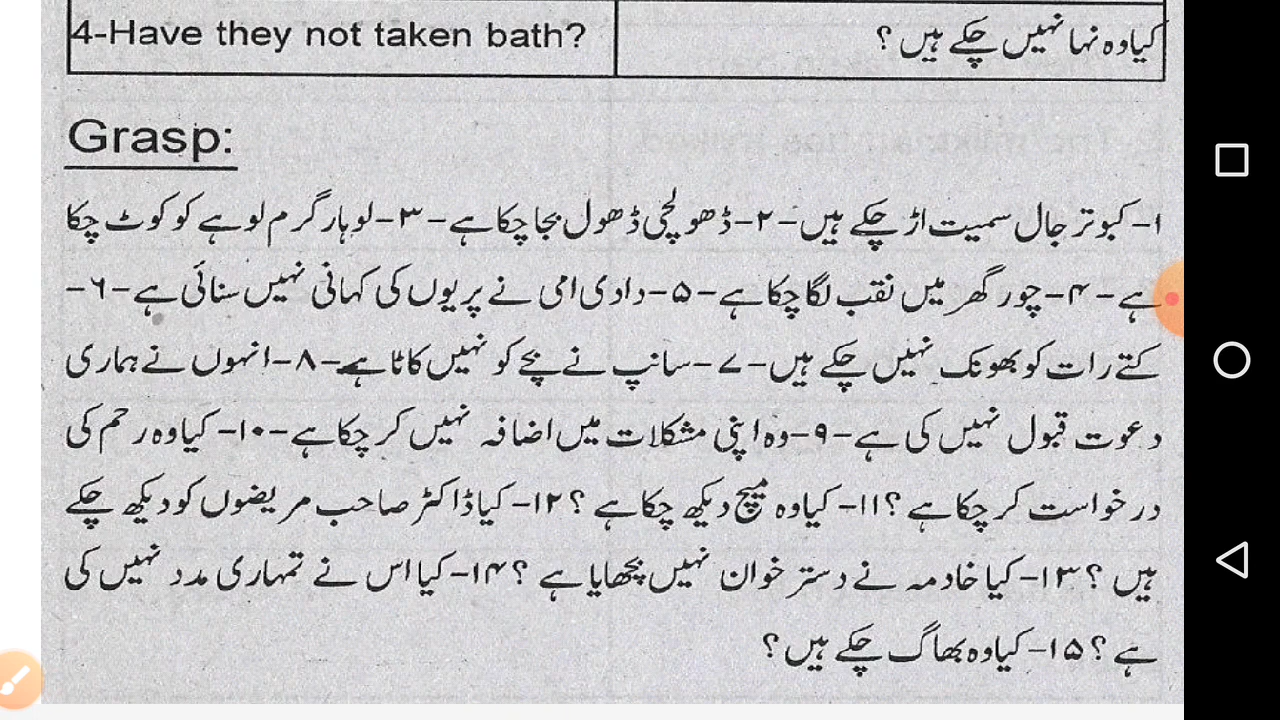 4-Have they not taken bath?
کیا وہ نہا نہیں چکے ہیں ؟
Grasp:
۱- کبوتر جال سمیت اڑ چکے ہیں-۲- ڈھولچی ڈھول بجا چکا ہے-۳- لوہار گرم لوہے کو کوٹ چکا
ہے-۴- چور گھر میں نقب لگا چکا ہے-۵- دادی امی نے پریوں کی کہانی نہیں سنائی ہے-۶-
کتے رات کو بھونک نہیں چکے ہیں-۷- سانپ نے بچے کو نہیں کاٹا ہے-۸- انہوں نے ہماری
دعوت قبول نہیں کی ہے-۹- وہ اپنی مشکلات میں اضافہ نہیں کر چکا ہے-۱۰- کیا وہ رحم کی
درخواست کر چکا ہے ؟۱۱- کیا وہ میچ دیکھ چکا ہے ؟۱۲- کیا ڈاکٹر صاحب مریضوں کو دیکھ چکے
ہیں ؟۱۳- کیا خادمہ نے دستر خوان نہیں بچھایا ہے ؟۱۴- کیا اس نے تمہاری مدد نہیں کی
ہے ؟۱۵- کیا وہ بھاگ چکے ہیں ؟